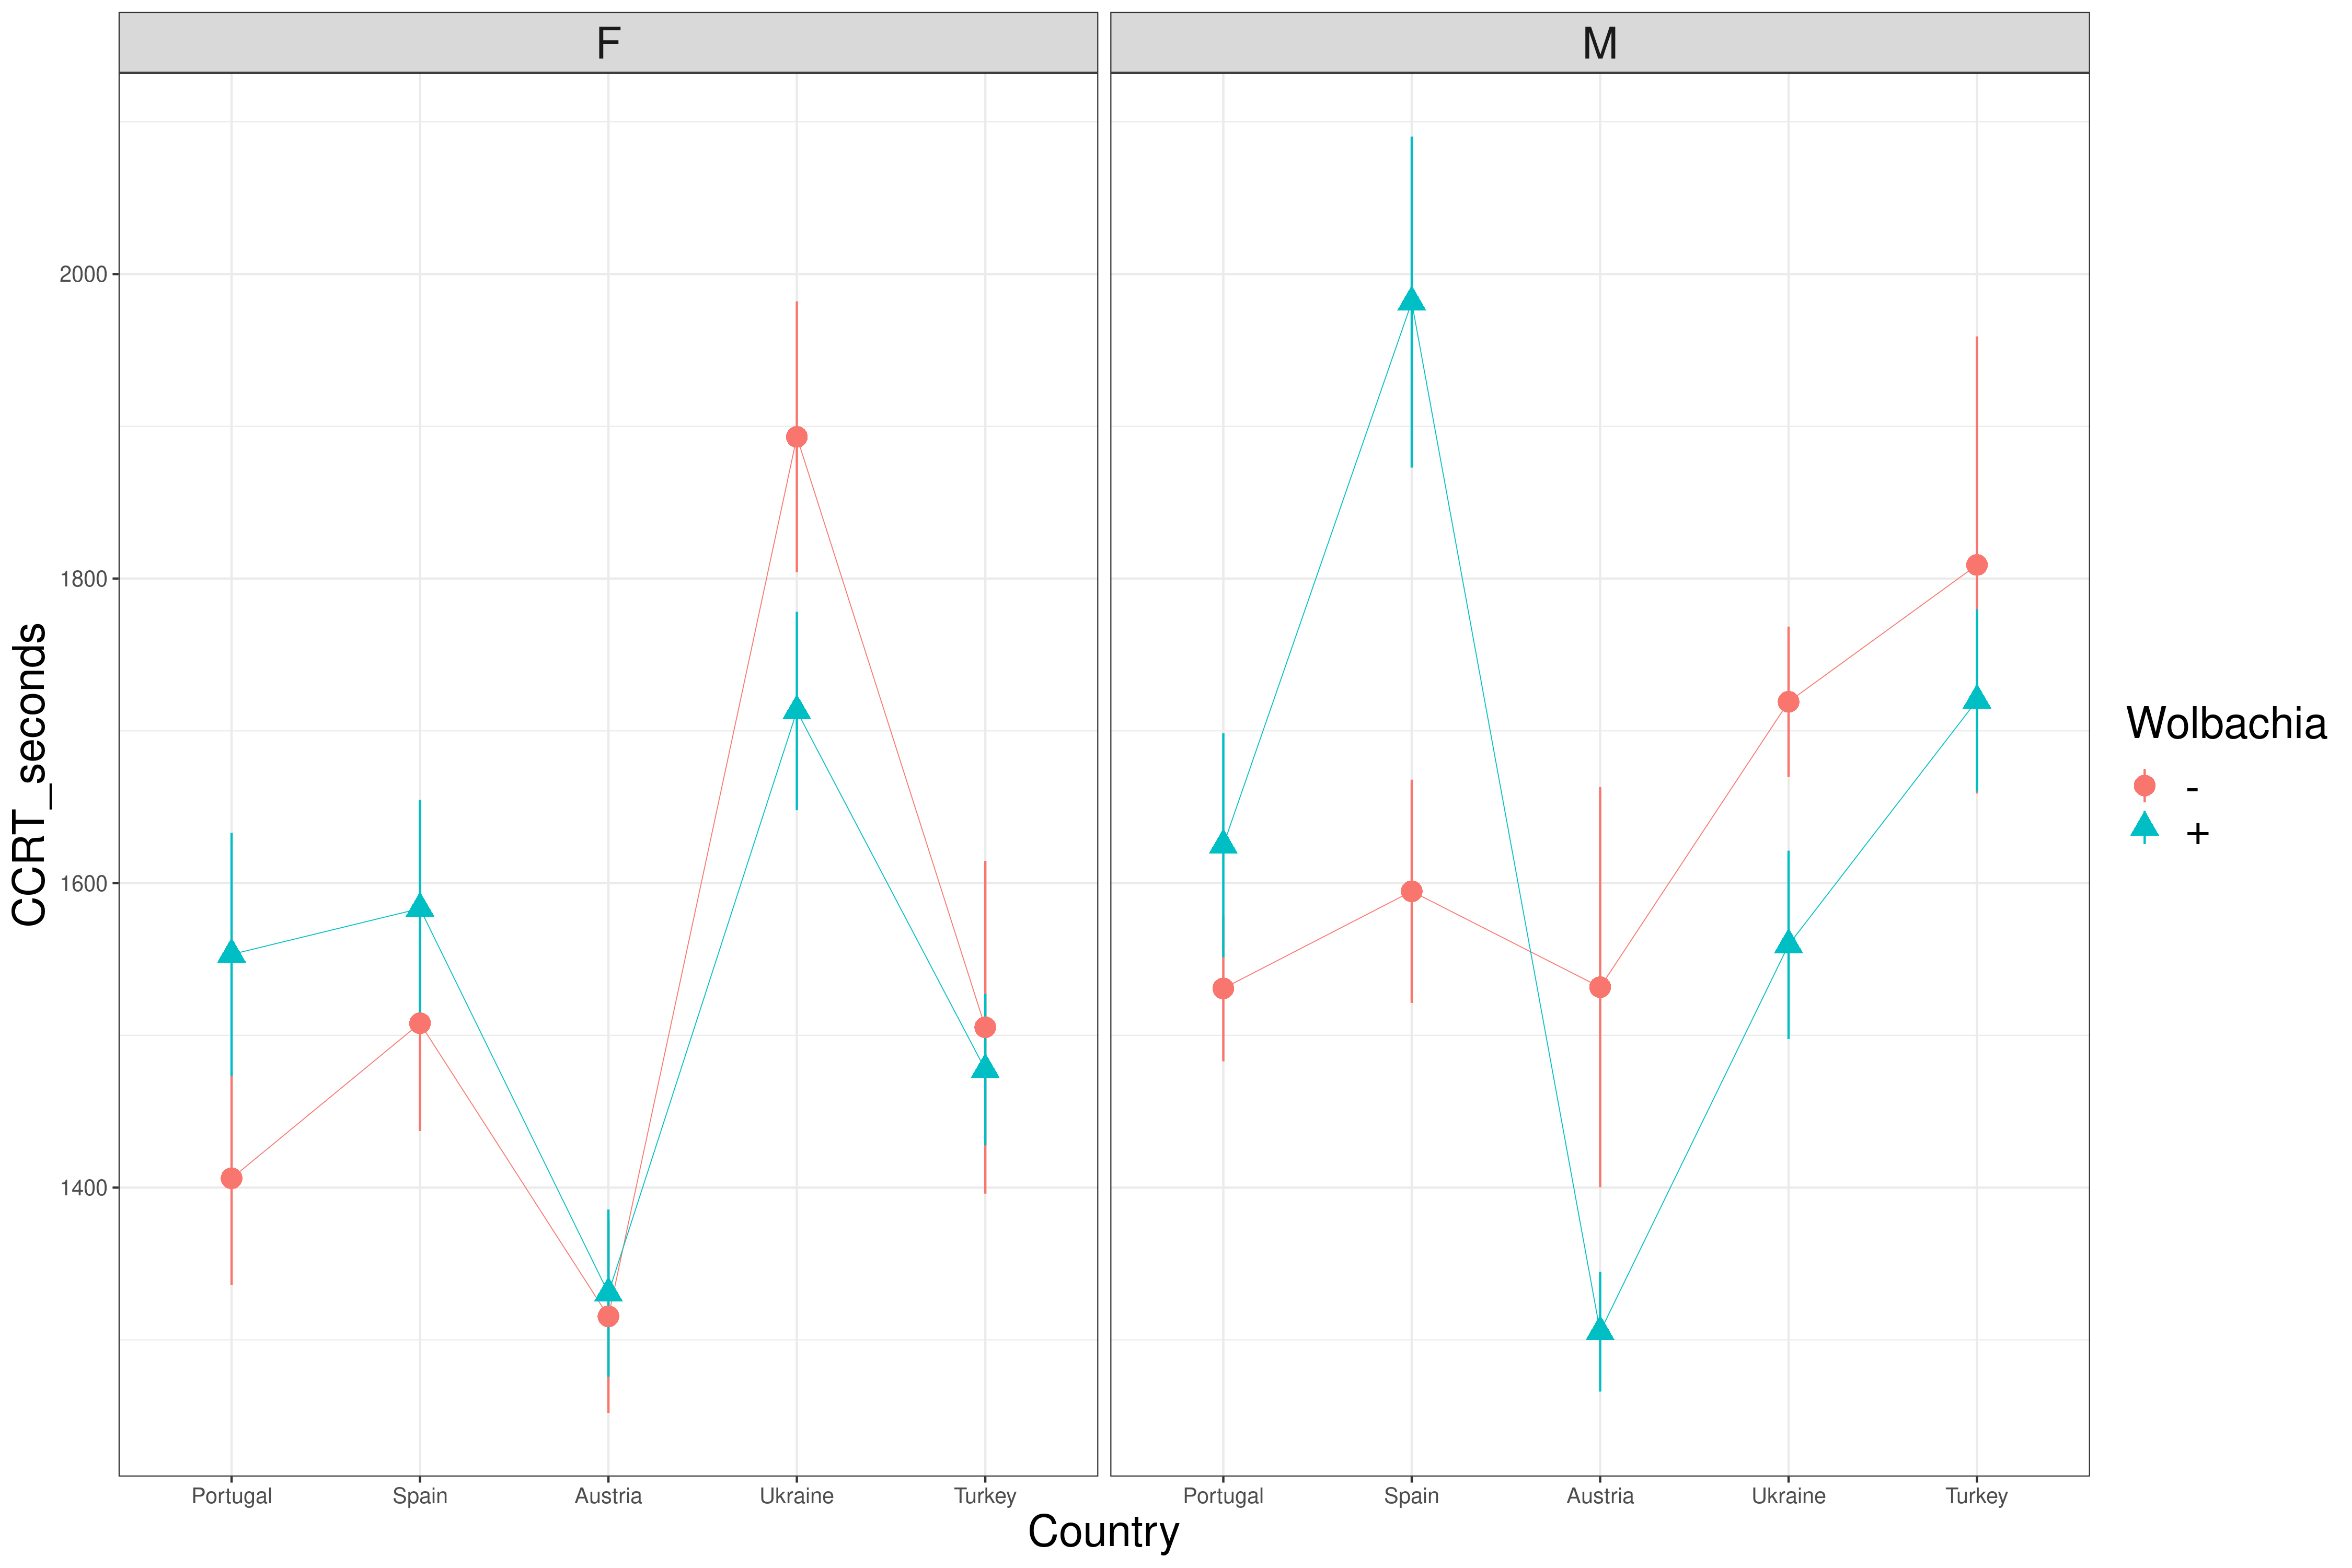 F
M
CCRT_seconds
2000
1800
1600
1400
Portugal Spain Austria Ukraine Turkey
Portugal Spain Austria Ukraine Turkey
Country
Wolbachia
-
+